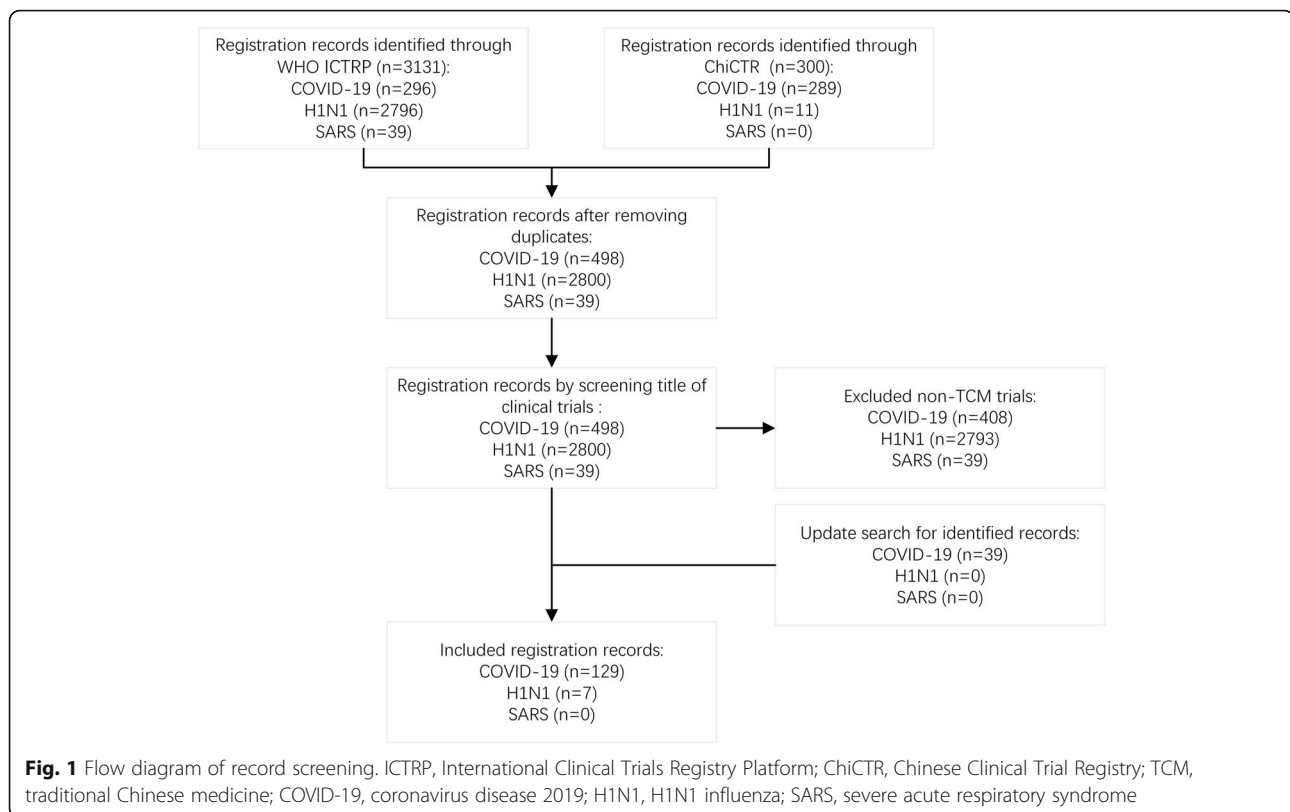 Registration records identified through
WHO ICTRP (n=3131):
COVID-19 (n=296)
H1N1 (n=2796)
SARS (n=39)
Registration records identified through
ChiCTR (n=300):
COVID-19 (n=289)
H1N1 (n=11)
SARS (n=0)
Registration records after removing
duplicates:
COVID-19 (n=498)
H1N1 (n=2800)
SARS (n=39)
Registration records by screening title of
clinical trials :
COVID-19 (n=498)
H1N1 (n=2800)
SARS (n=39)
Excluded non-TCM trials:
COVID-19 (n=408)
H1N1 (n=2793)
SARS (n=39)
Update search for identified records:
COVID-19 (n=39)
H1N1 (n=0)
SARS (n=0)
Included registration records:
COVID-19 (n=129)
H1N1 (n=7)
SARS (n=0)
Fig. 1 Flow diagram of record screening. ICTRP, International Clinical Trials Registry Platform; ChiCTR, Chinese Clinical Trial Registry; TCM,
traditional Chinese medicine; COVID-19, coronavirus disease 2019; H1N1, H1N1 influenza; SARS, severe acute respiratory syndrome